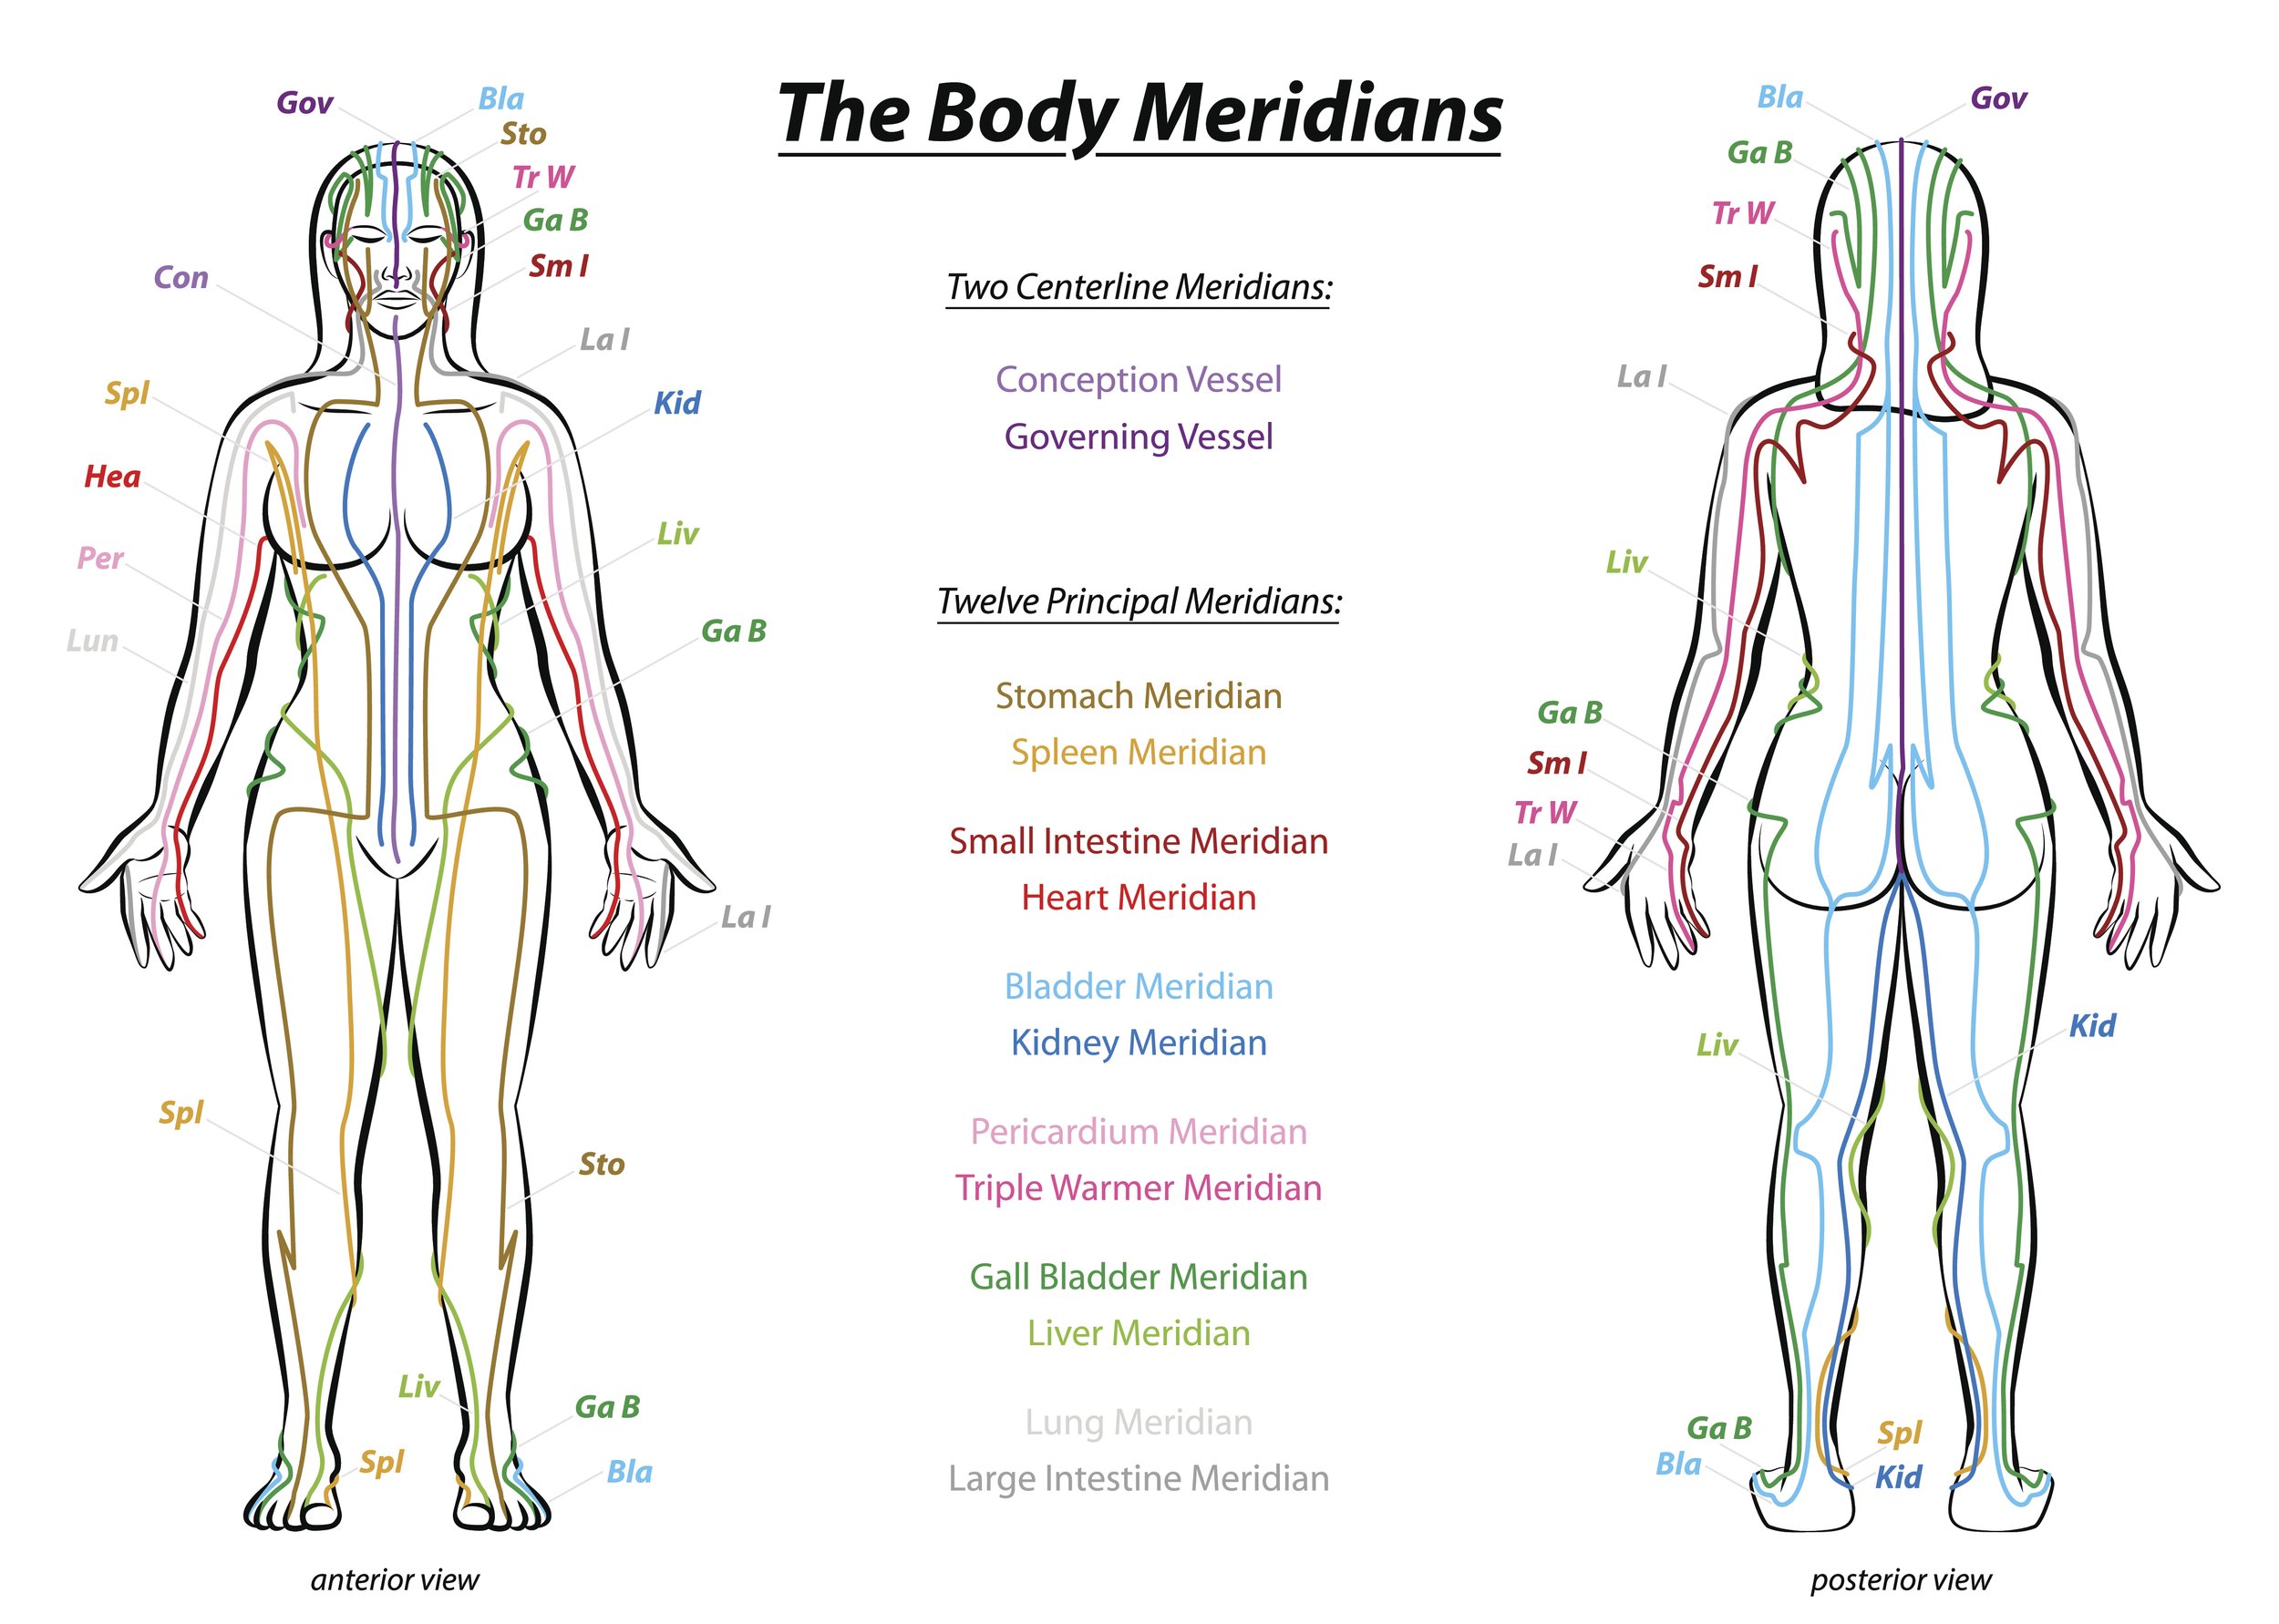 The Body Meridians
Gov
Bla
Sto
Tr W
Ga B
Sm I
Con
La I
Spl
Kid
Hea
Liv
Per
Ga B
Lun
La I
Spl
Sto
Liv
Ga B
Spl
Bla
anterior view
Two Centerline Meridians:
Conception Vessel
Governing Vessel
Twelve Principal Meridians:
Stomach Meridian
Spleen Meridian
Small Intestine Meridian
Heart Meridian
Bladder Meridian
Kidney Meridian
Pericardium Meridian
Triple Warmer Meridian
Gall Bladder Meridian
Liver Meridian
Lung Meridian
Large Intestine Meridian
Bla
Gov
Ga B
Tr W
Sm I
La I
Liv
Ga B
Sm I
Tr W
La I
Kid
Liv
Ga B
Spl
Bla
Kid
posterior view